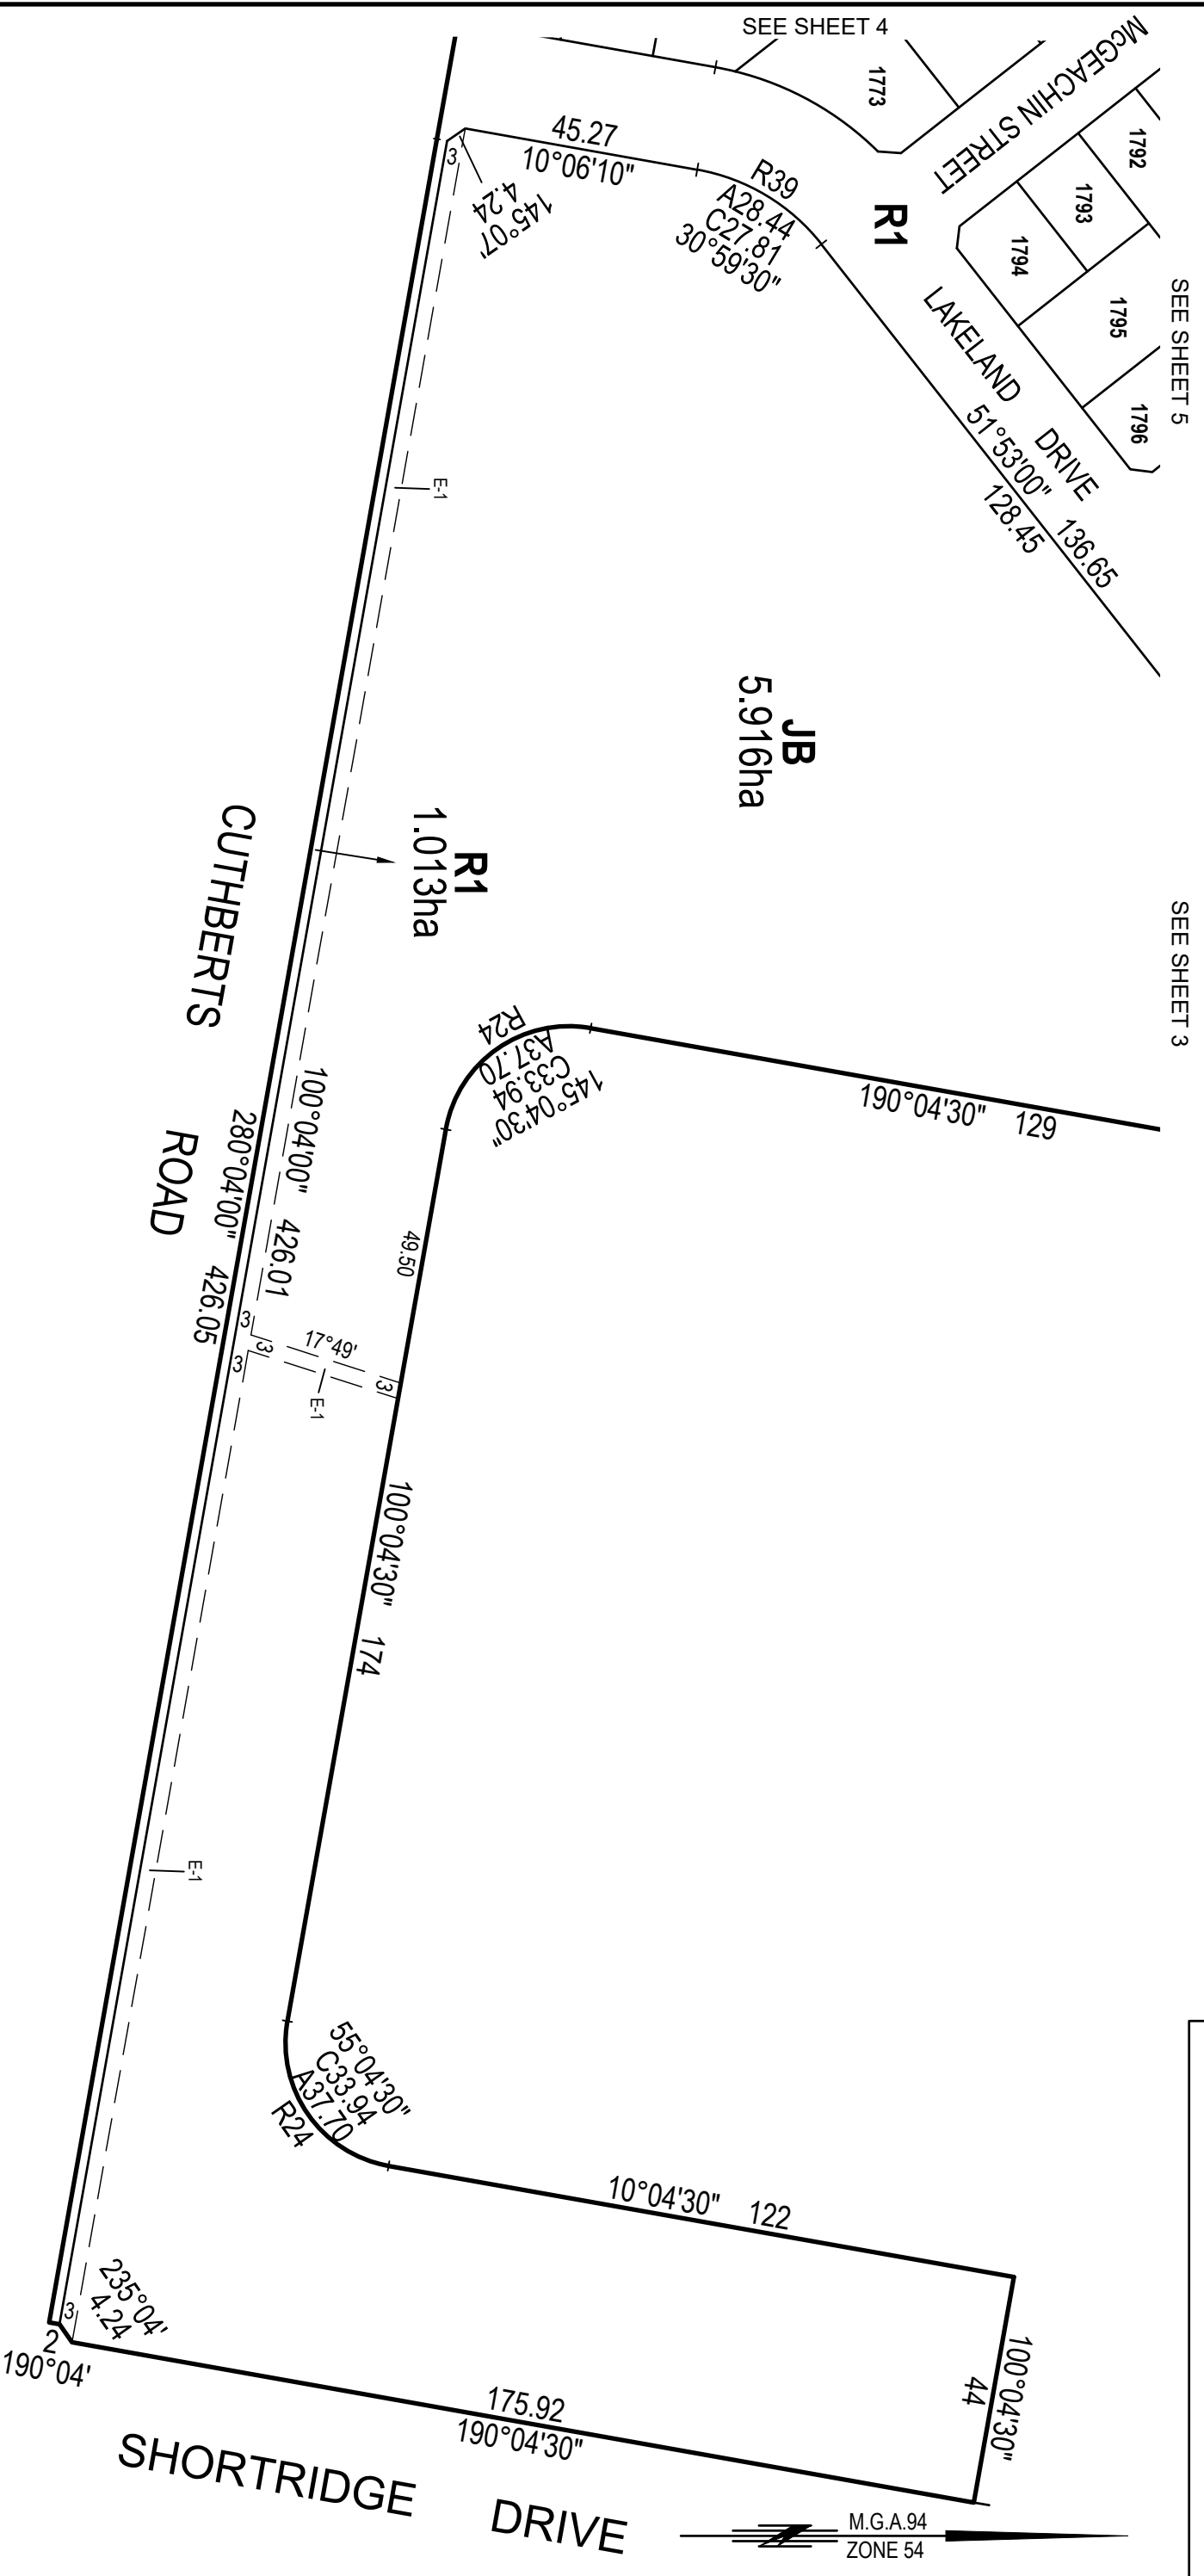 SEE SHEET 4
McGEACHIN STREET
1773
1792
1793
1794
1795
1796
SEE SHEET 5
R1
LAKELAND DRIVE
45.27
10°06'10"
R39
A28.44
C27.81
30°59'30"
3
145°07'
4.24
51°53'00"
128.45
136.65
E-1
JB
5.916ha
R1
1.013ha
SEE SHEET 3
CUTHBERTS ROAD
R24
A37.70
C33.94
145°04'30"
190°04'30" 129
100°04'00" 426.01
280°04'00" 426.05
49.50
3
3
3
17°49'
3
E-1
100°04'30" 174
E-1
55°04'30"
C33.94
A37.70
R24
10°04'30" 122
100°04'30"
44
235°04'
4.24
3
2
190°04'
175.92
190°04'30"
SHORTRIDGE DRIVE
M.G.A.94
ZONE 54